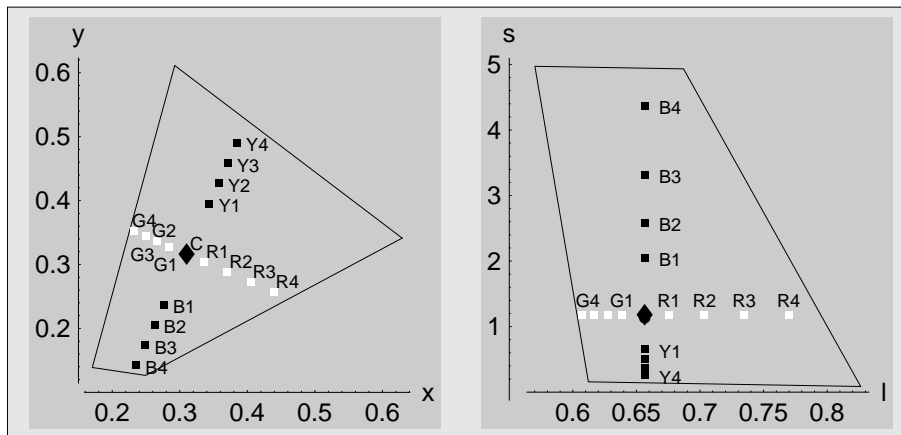 y
0.6
0.5
0.4
0.3
0.2
0.2 0.3 0.4 0.5 0.6 x
Y4
Y3
Y2
Y1
G4
G2
G3
G1
C
R1
R2
R3
R4
B1
B2
B3
B4
s
5
4
3
2
1
0.6 0.65 0.7 0.75 0.8 l
B4
B3
B2
B1
G4 G1 R1 R2 R3 R4
Y1
Y4